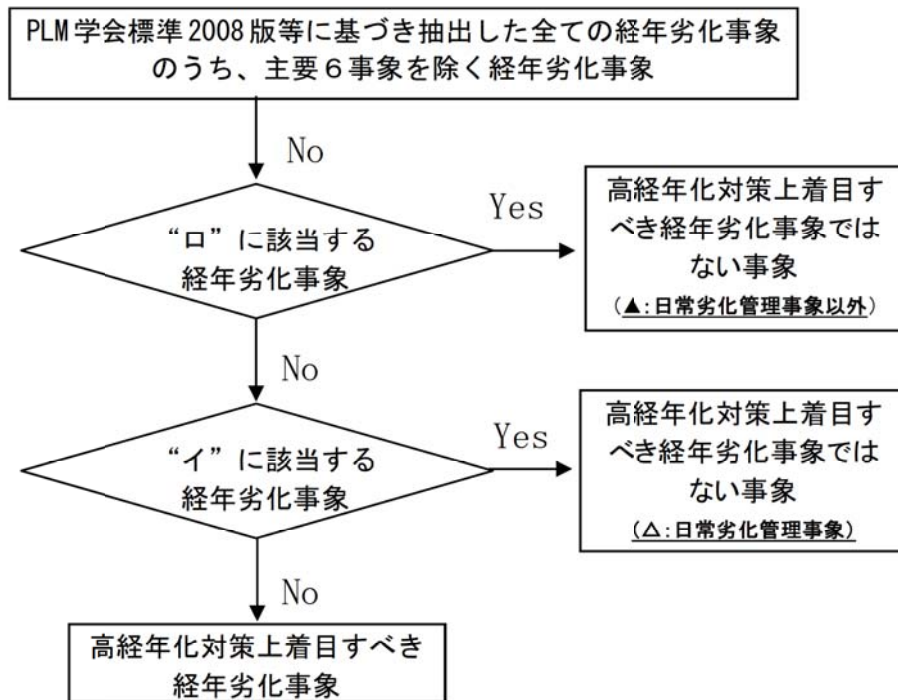 PLM学会標準2008版等に基づき抽出した全ての経年劣化事象
のうち、主要６事象を除く経年劣化事象
No
“ロ”に該当する
経年劣化事象
Yes
高経年化対策上着目す
べき経年劣化事象では
ない事象
(▲:日常劣化管理事象以外)
No
“イ”に該当する
経年劣化事象
Yes
高経年化対策上着目す
べき経年劣化事象では
ない事象
(△:日常劣化管理事象)
No
高経年化対策上着目すべき
経年劣化事象